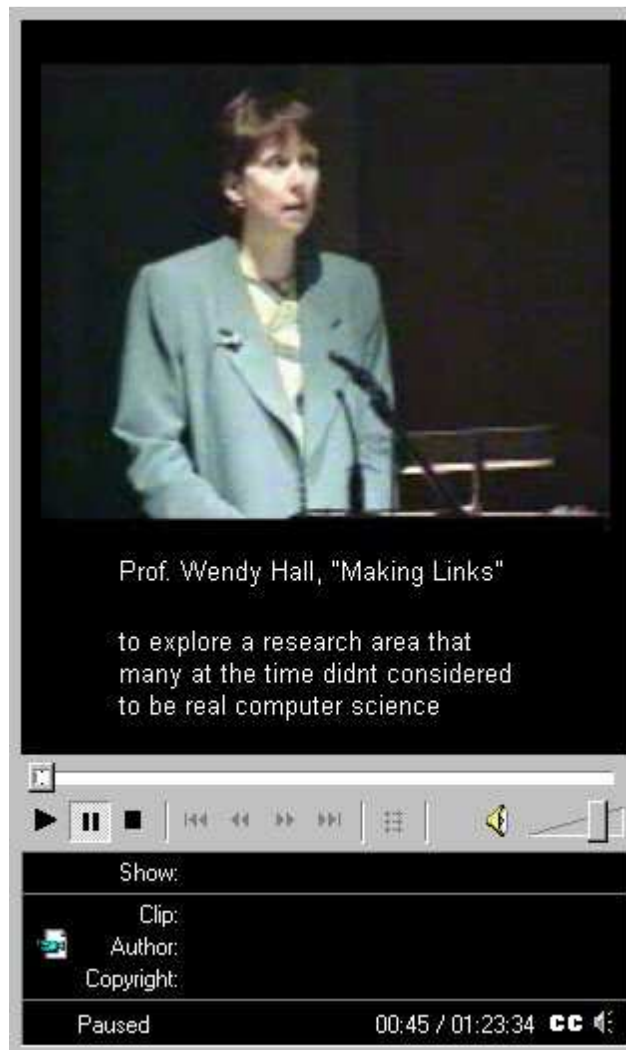 Prof. Wendy Hall, "Making Links"
to explore a research area that
many at the time didnt considered
to be real computer science
Show:
Clip:
Author:
Copyright:
Paused 00:45 / 01:23:34 CC